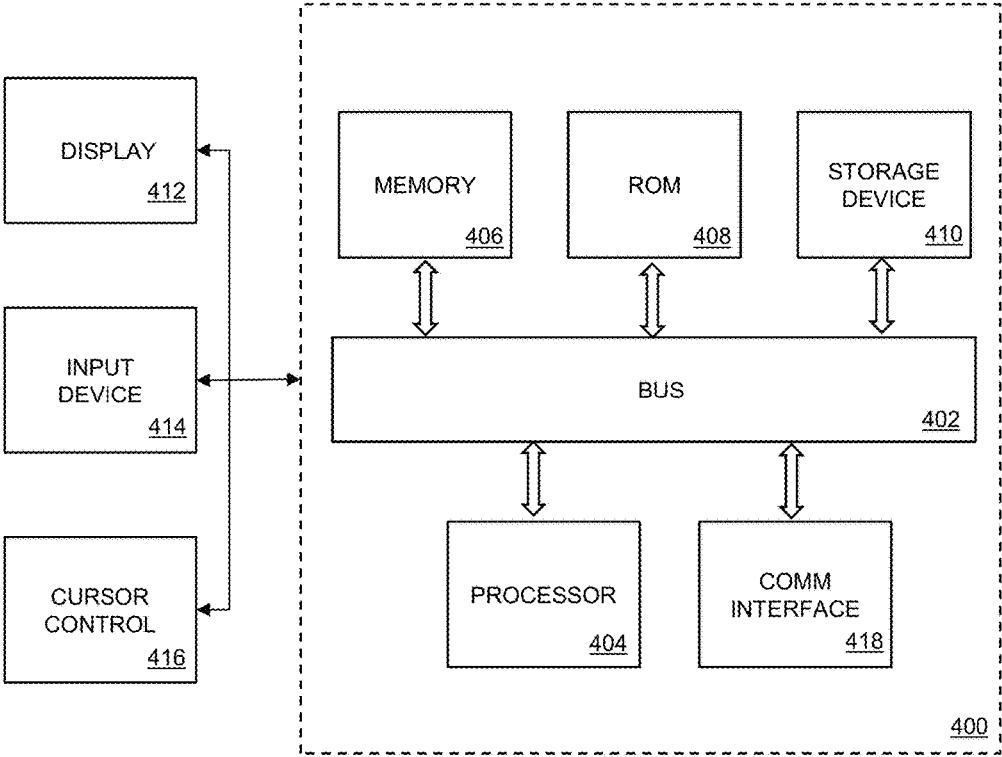 DISPLAY
412
INPUT
DEVICE
414
CURSOR
CONTROL
416
MEMORY
406
ROM
408
STORAGE
DEVICE
410
BUS
402
PROCESSOR
404
COMM
INTERFACE
418
400